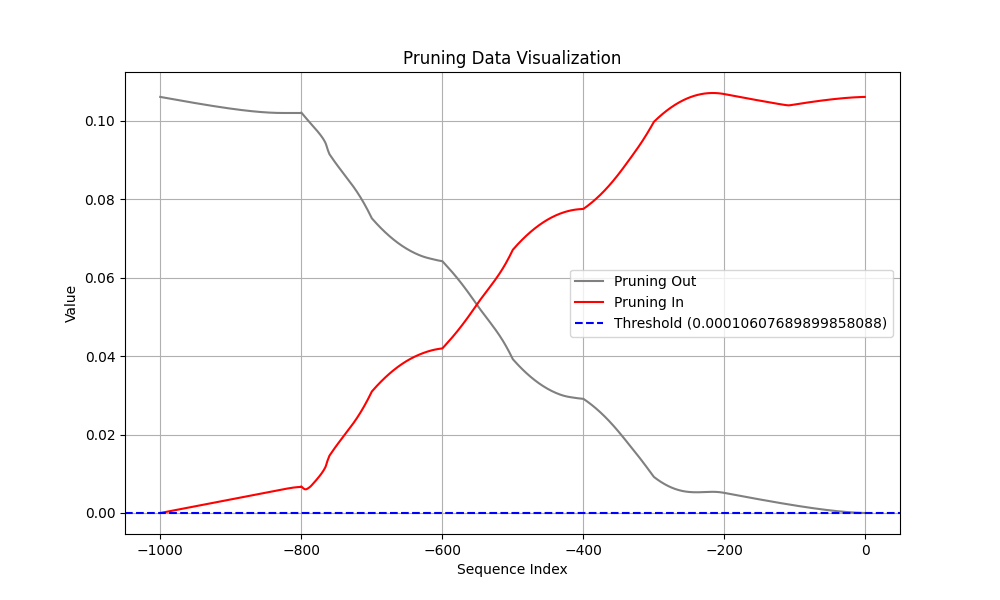 Pruning Data Visualization
Value
0.10
0.08
0.06
0.04
0.02
0.00
Pruning Out
Pruning In
Threshold (0.00010607689899858088)
−1000
−800
−600
−400
−200
0
Sequence Index